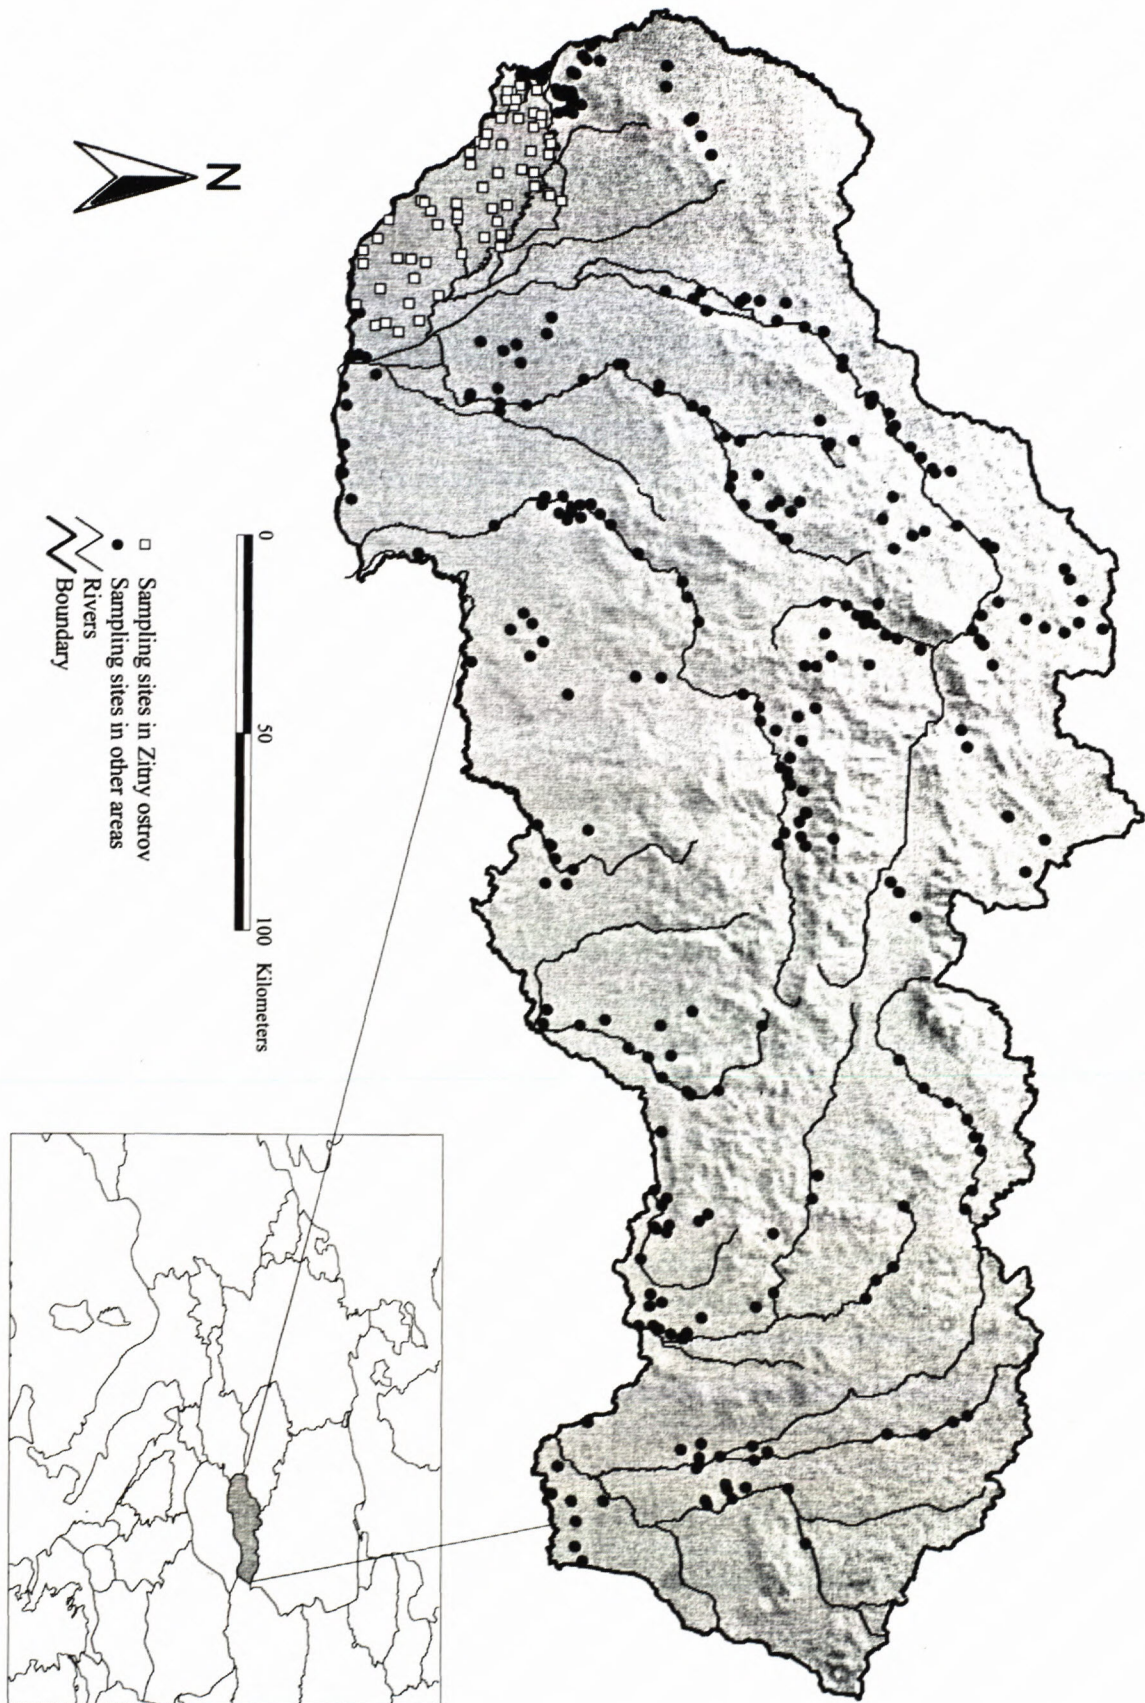 N
0
50
100 Kilometers
Sampling sites in Zitny ostrov
Sampling sites in other areas
Rivers
Boundary